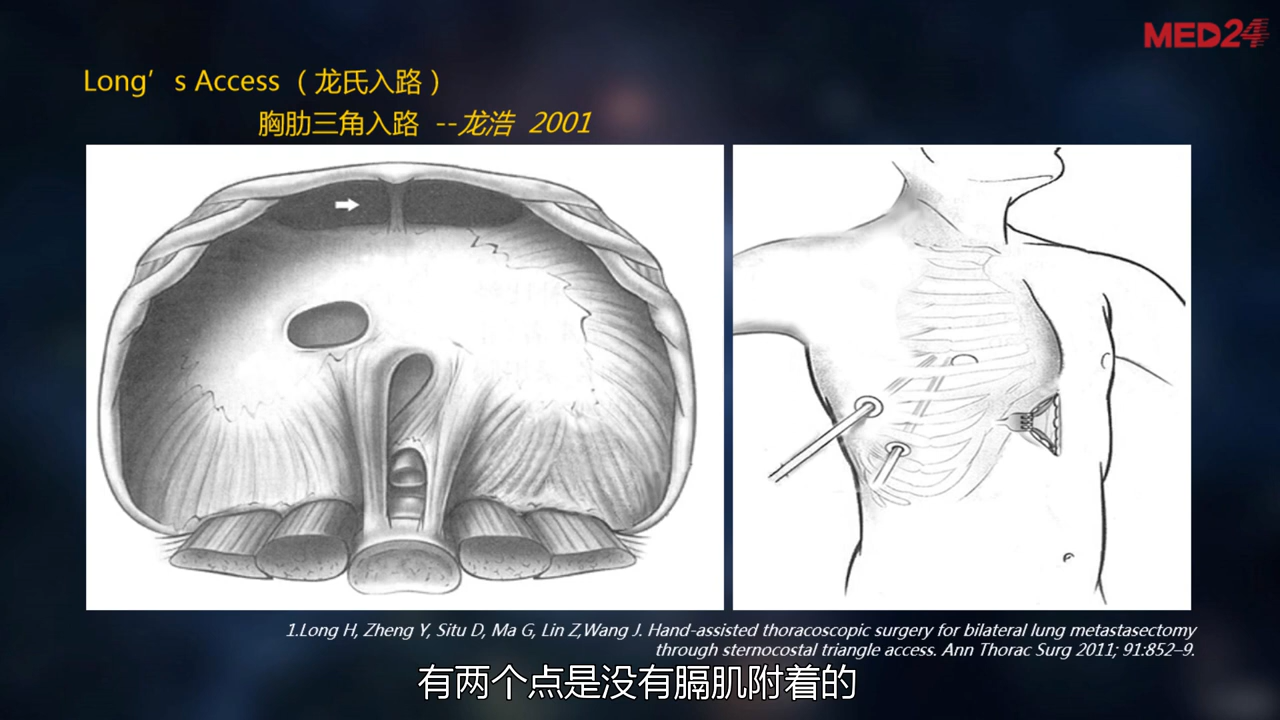 MED24
Long’s Access （龙氏入路）
胸肋三角入路 --龙浩 2001
1.Long H, Zheng Y, Situ D, Ma G, Lin Z,Wang J. Hand-assisted thoracoscopic surgery for bilateral lung metastasectomy
through sternocostal triangle access. Ann Thorac Surg 2011; 91:852–9.
有两个点是没有膈肌附着的